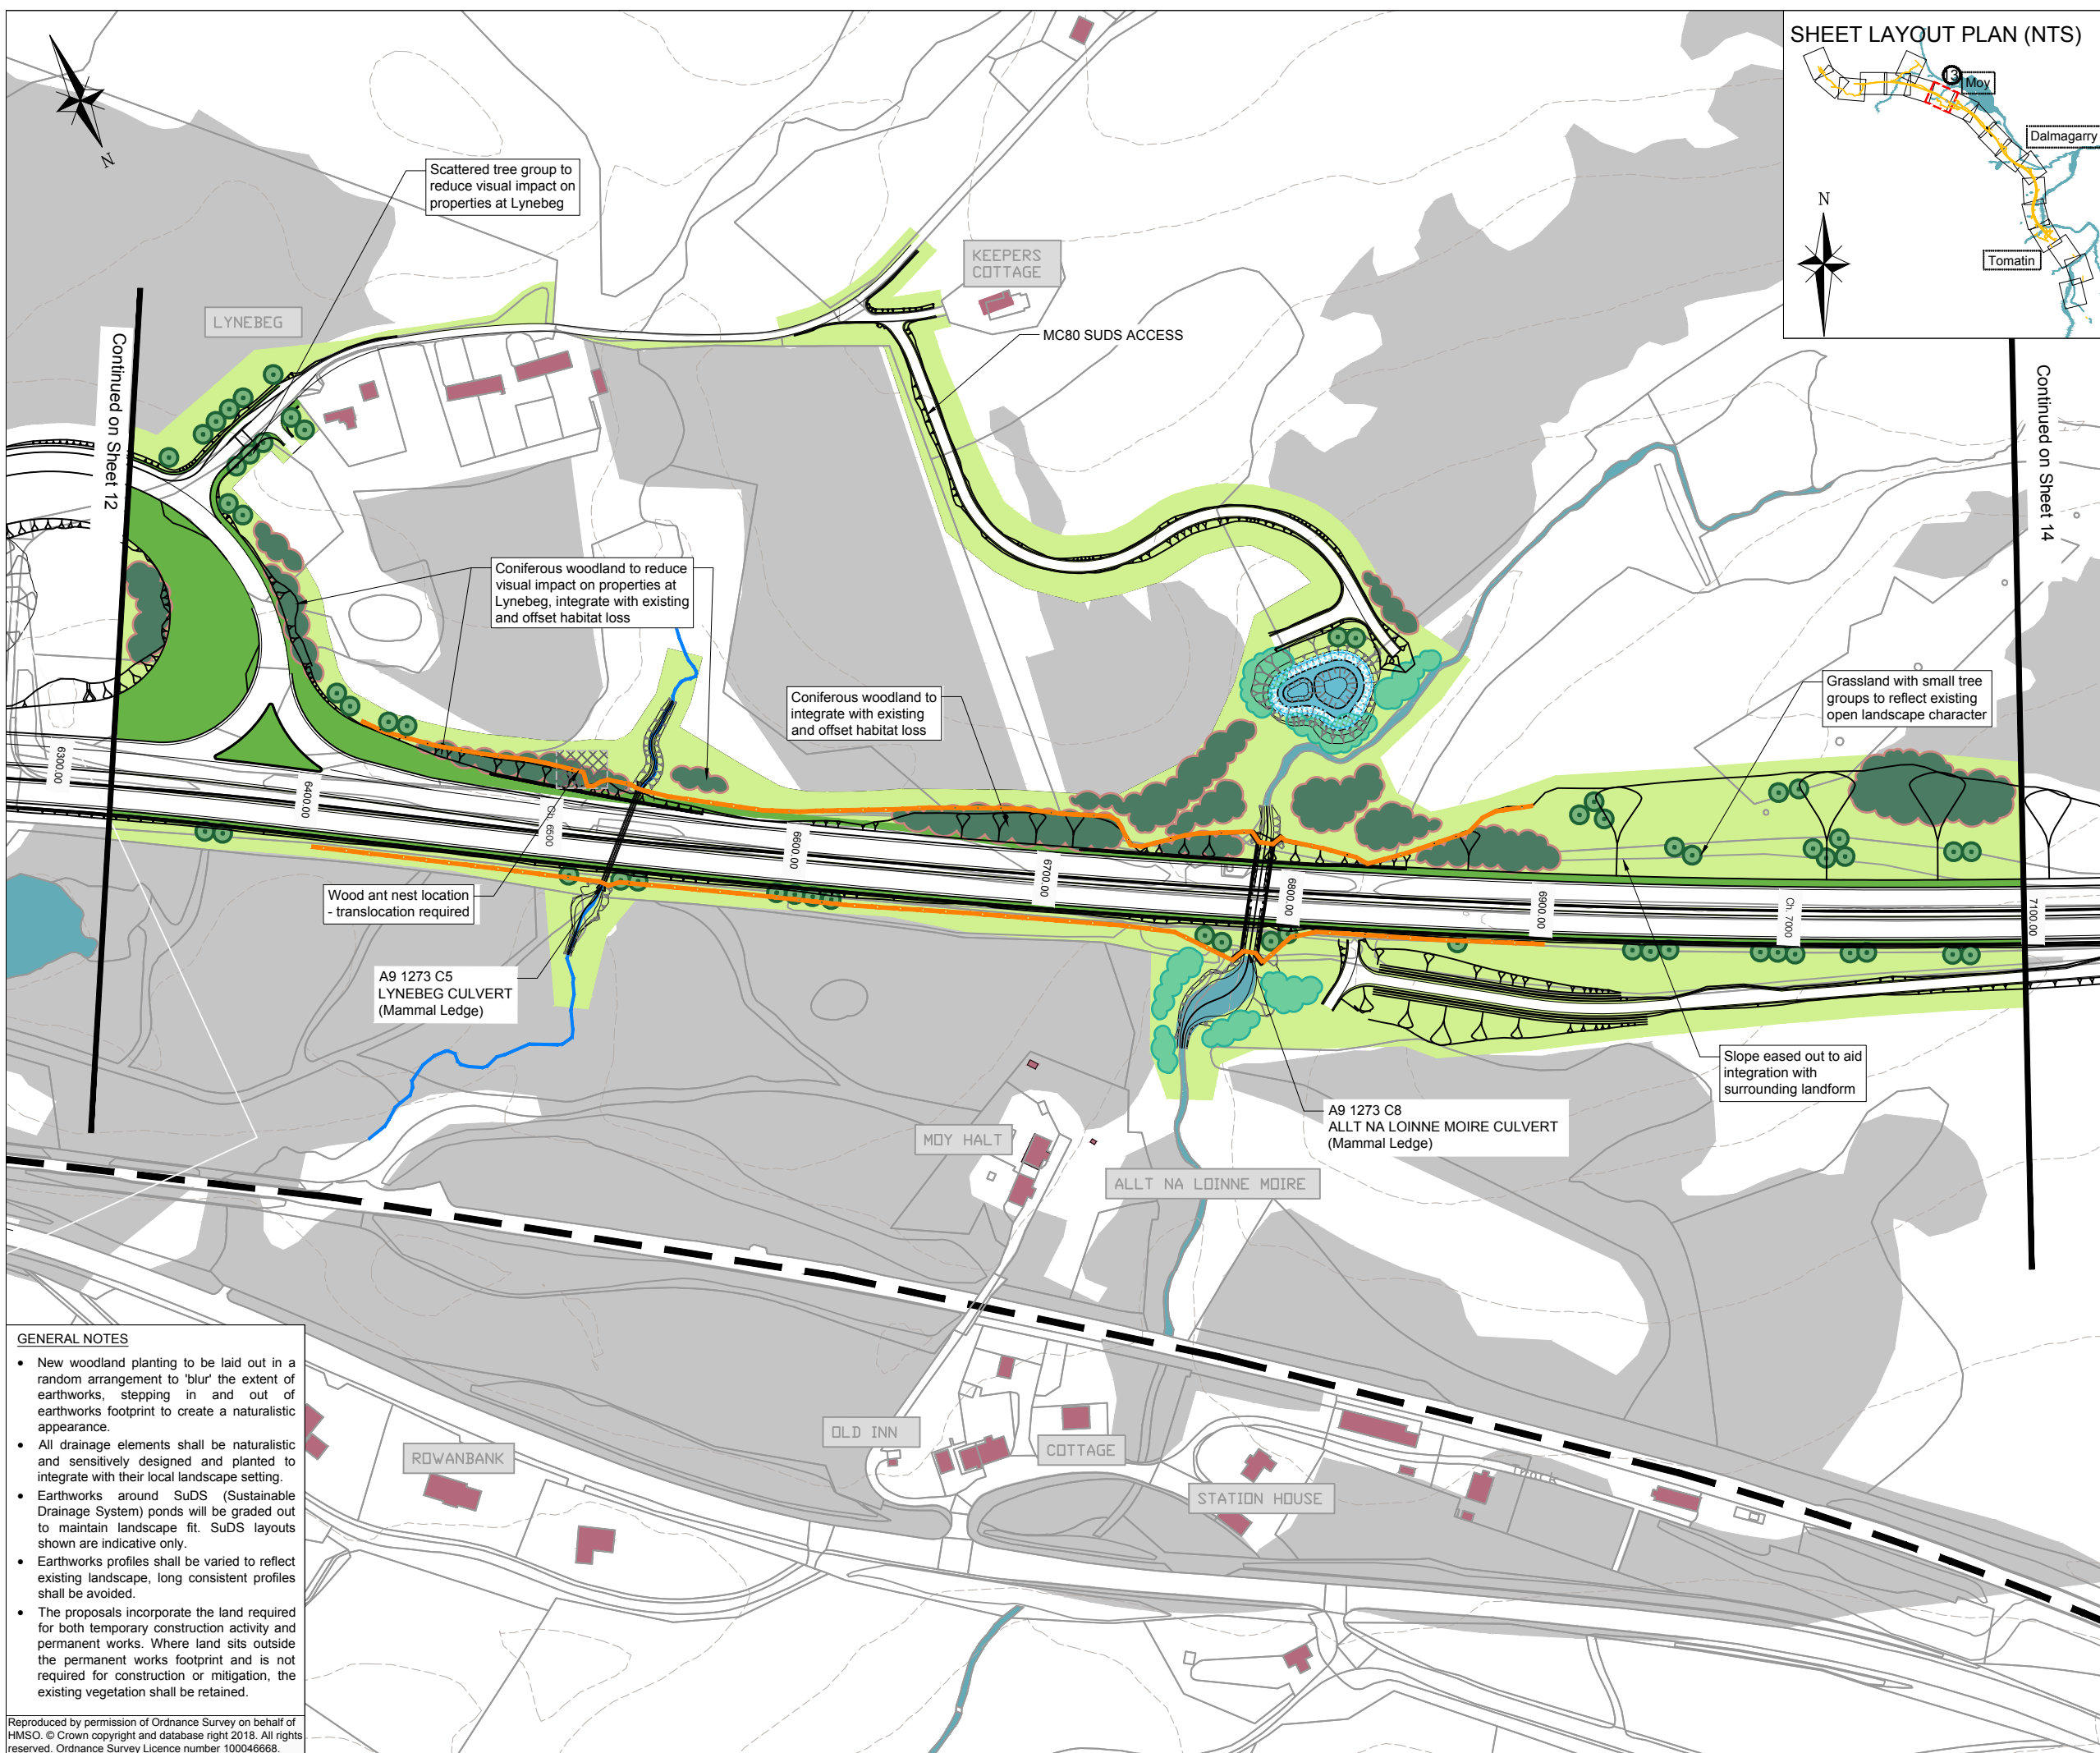 SHEET LAYOUT PLAN (NTS)
13
Moy
Dalmagarry
Tomatin
N
N
Scattered tree group to
reduce visual impact on
properties at Lynebeg
KEEPERS
COTTAGE
LYNEBEG
MC80 SUDS ACCESS
Continued on Sheet 12
Continued on Sheet 14
Coniferous woodland to reduce
visual impact on properties at
Lynebeg, integrate with existing
and offset habitat loss
Coniferous woodland to
integrate with existing
and offset habitat loss
Grassland with small tree
groups to reflect existing
open landscape character
6300.00
6400.00
Ch. 6500
6600.00
6700.00
6800.00
6900.00
Ch. 7000
7100.00
Wood ant nest location
- translocation required
A9 1273 C5
LYNEBEG CULVERT
(Mammal Ledge)
Slope eased out to aid
integration with
surrounding landform
A9 1273 C8
ALLT NA LOINNE MOIRE CULVERT
(Mammal Ledge)
MOY HALT
ALLT NA LOINNE MOIRE
OLD INN
COTTAGE
ROWANBANK
STATION HOUSE
Track
GENERAL NOTES
• New woodland planting to be laid out in a
random arrangement to 'blur' the extent of
earthworks, stepping in and out of
earthworks footprint to create a naturalistic
appearance.
• All drainage elements shall be naturalistic
and sensitively designed and planted to
integrate with their local landscape setting.
• Earthworks around SuDS (Sustainable
Drainage System) ponds will be graded out
to maintain landscape fit. SuDS layouts
shown are indicative only.
• Earthworks profiles shall be varied to reflect
existing landscape, long consistent profiles
shall be avoided.
• The proposals incorporate the land required
for both temporary construction activity and
permanent works. Where land sits outside
the permanent works footprint and is not
required for construction or mitigation, the
existing vegetation shall be retained.
Reproduced by permission of Ordnance Survey on behalf of
HMSO. © Crown copyright and database right 2018. All rights
reserved. Ordnance Survey Licence number 100046668.